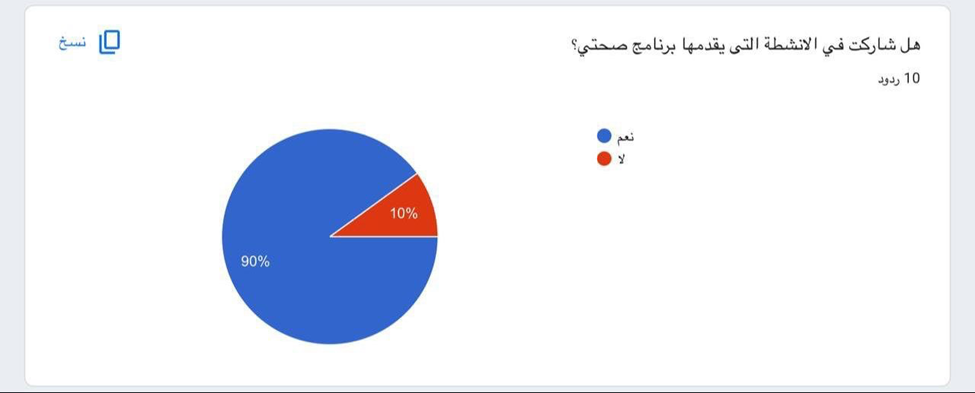 هل شاركت في الانشطة التى يقدمها برنامج صحتي؟
نسخ
10 ردود
نعم
لا
10%
90%